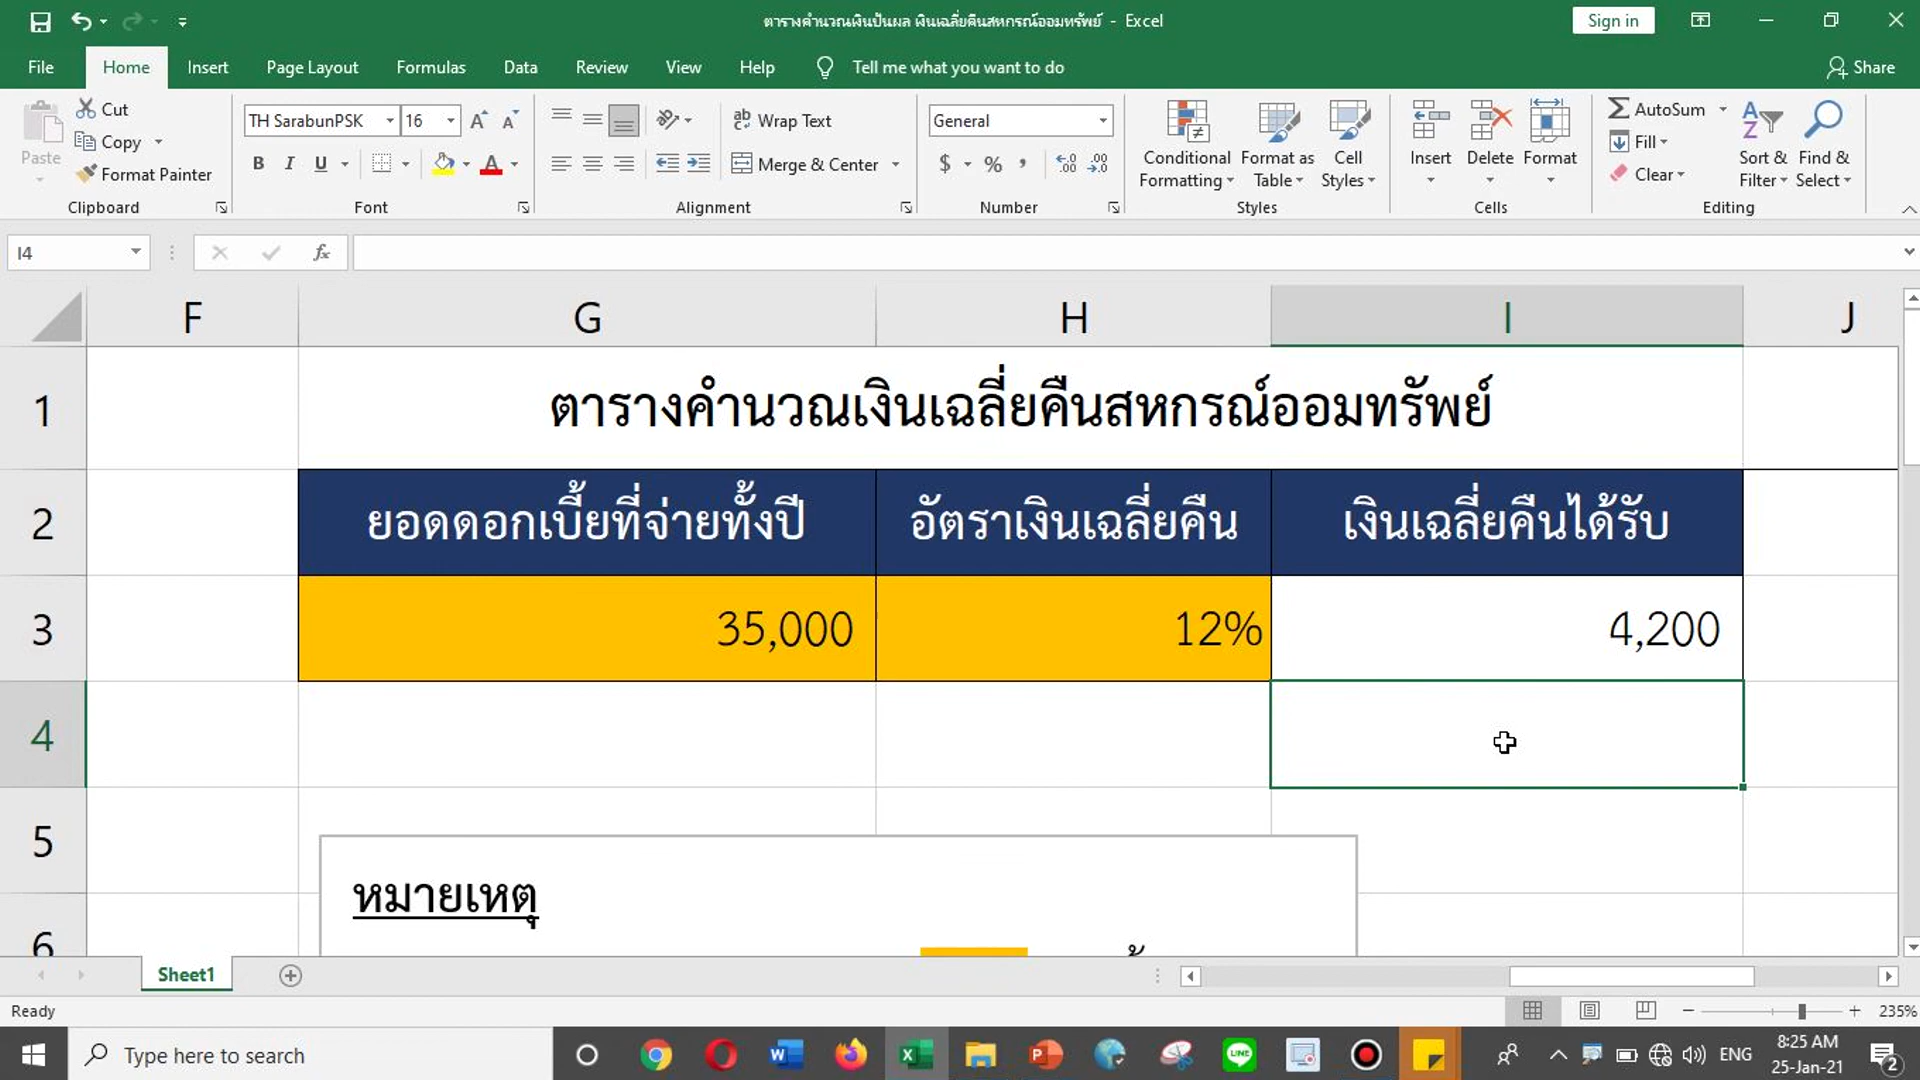 ตารางคำนวณเงินปันผล เงินเฉลี่ยคืนสหกรณ์ออมทรัพย์ - Excel
Sign in
File
Home
Insert
Page Layout
Formulas
Data
Review
View
Help
Tell me what you want to do
Share
Paste
Cut
Copy
Format Painter
Clipboard
TH SarabunPSK
16
B
I
U
Font
Wrap Text
Merge & Center
Alignment
General
Number
Conditional Formatting
Format as Table
Cell Styles
Styles
Insert
Delete
Format
Cells
AutoSum
Fill
Clear
Sort & Filter
Find & Select
Editing
I4
fx
F G H I J
1 ตารางคำนวณเงินเฉลี่ยคืนสหกรณ์ออมทรัพย์
2 ยอดดอกเบี้ยที่จ่ายทั้งปี อัตราเงินเฉลี่ยคืน เงินเฉลี่ยคืนได้รับ
3 35,000 12% 4,200
4
5
หมายเหตุ
6
Sheet1
Ready
235%
Type here to search
ENG
8:25 AM
25-Jan-21
2